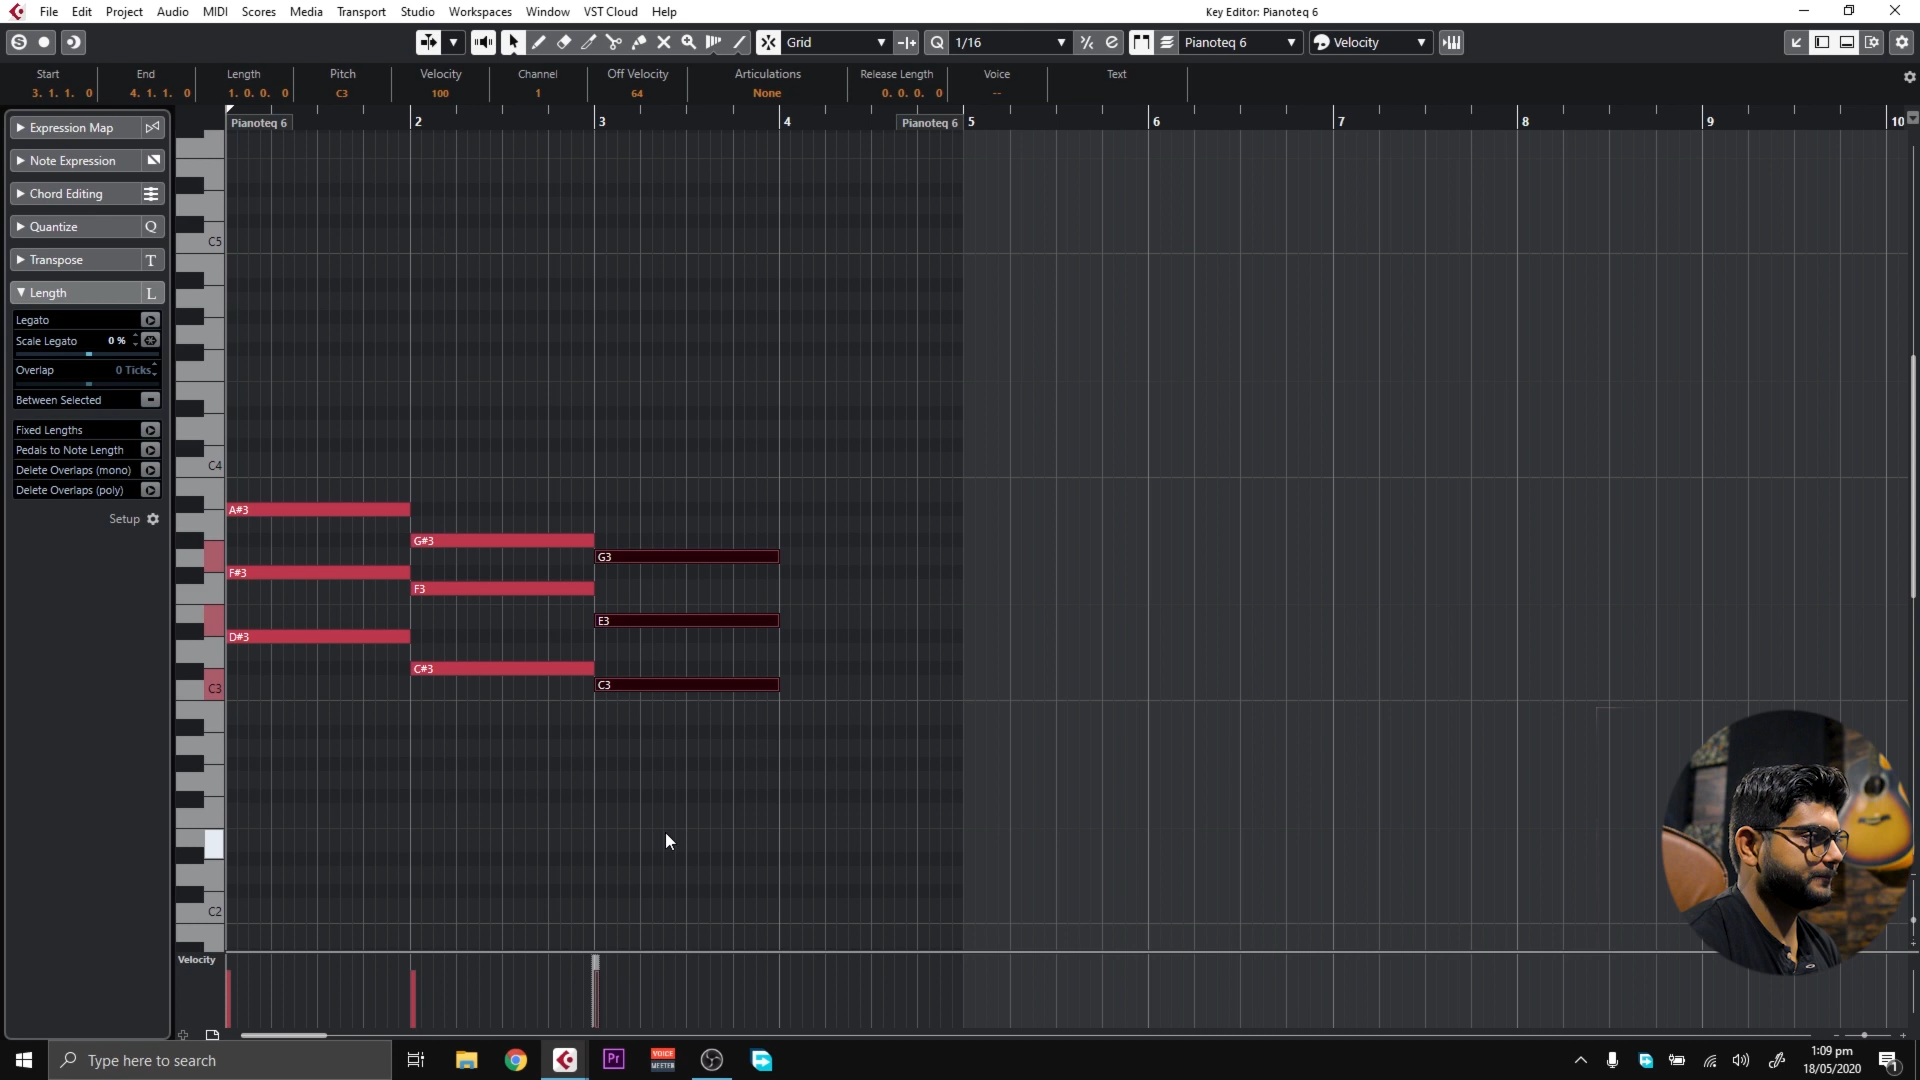 File Edit Project Audio MIDI Scores Media Transport Studio Workspaces Window VST Cloud Help
Key Editor: Pianoteq 6
Grid
1/16
Pianoteq 6
Velocity
Start End Length Pitch Velocity Channel Off Velocity Articulations Release Length Voice Text
3. 1. 1. 0 4. 1. 1. 0 1. 0. 0. 0 C3 100 1 64 None 0. 0. 0. 0 --
Pianoteq 6 2 3 4 Pianoteq 6 5 6 7 8 9 10
Expression Map
Note Expression
Chord Editing
Quantize Q
Transpose T
Length L
Legato
Scale Legato 0 %
Overlap 0 Ticks
Between Selected
Fixed Lengths
Pedals to Note Length
Delete Overlaps (mono)
Delete Overlaps (poly)
Setup
C5
C4
C3
C2
A#3
G#3
G3
F#3
F3
E3
D#3
C#3
C3
Velocity
Type here to search
Pr
VOICE
MEETER
1:09 pm
18/05/2020
1